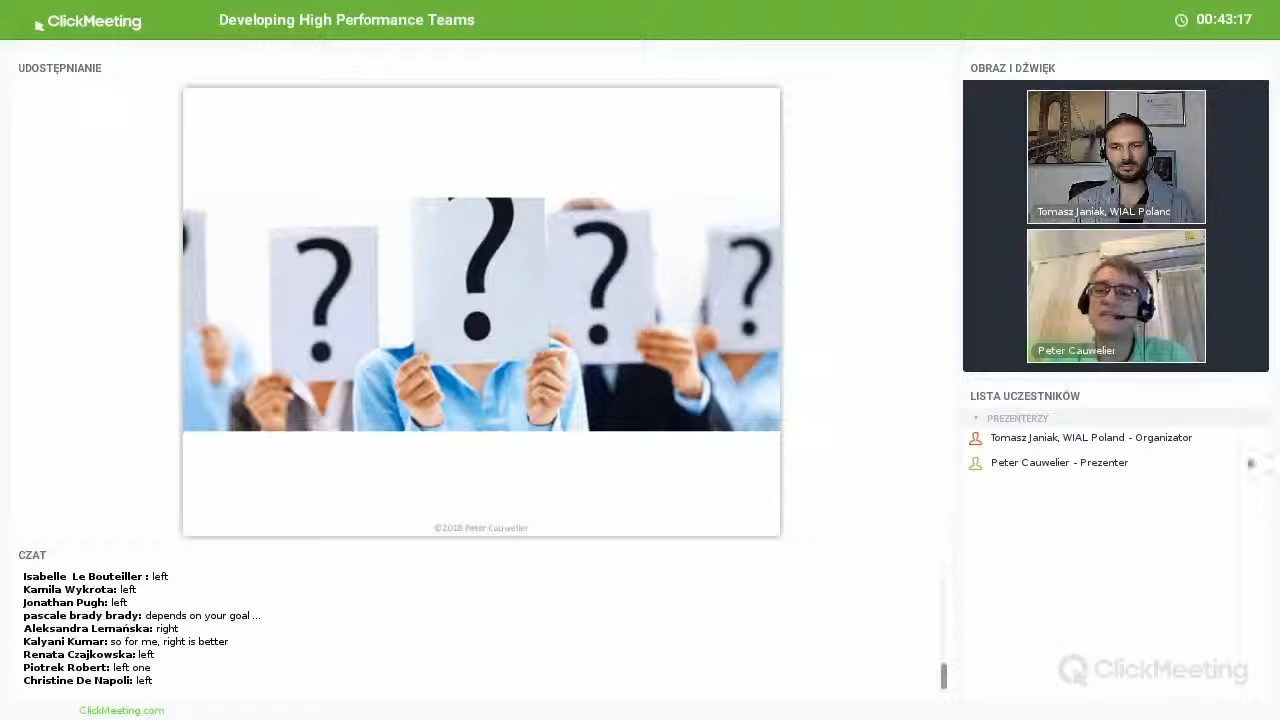 ClickMeeting
Developing High Performance Teams
00:43:17
UDOSTĘPNIANIE
?
?
?
?
©2018 Peter Cauwelier
CZAT
Isabelle Le Bouteiller : left
Kamila Wykrota: left
Jonathan Pugh: left
pascale brady brady: depends on your goal ...
Aleksandra Lemańska: right
Kalyani Kumar: so for me, right is better
Renata Czajkowska: left
Piotrek Robert: left one
Christine De Napoli: left
ClickMeeting.com
OBRAZ I DŹWIĘK
Tomasz Janiak, WIAL Poland
Peter Cauwelier
LISTA UCZESTNIKÓW
PREZENTERZY
Tomasz Janiak, WIAL Poland - Organizator
Peter Cauwelier - Prezenter
ClickMeeting